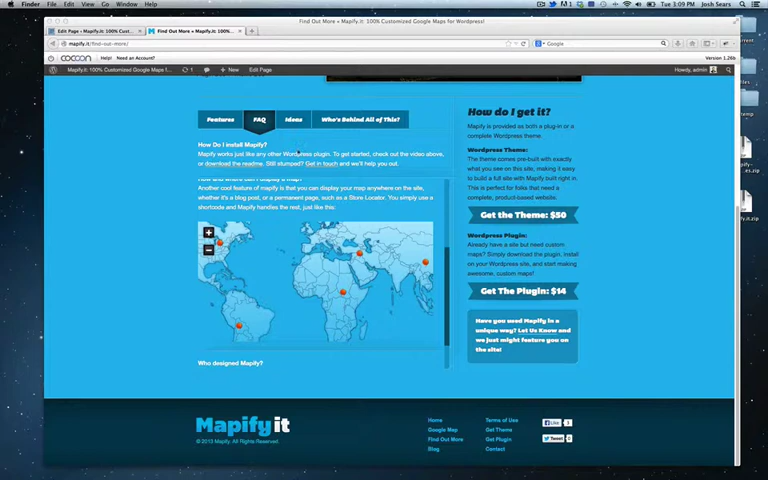 Finder File Edit View Go Window Help
Tue 3:09 PM Josh Sears
Find Out More « Mapify.it: 100% Customized Google Maps for Wordpress!
Edit Page ‹ Mapify.it: 100% Cust...
Find Out More « Mapify.it: 100%...
mapify.it/find-out-more/
Google
cocoon Help! Need an Account?
Version 1.26b
Mapify.it: 100% Customized Google Maps f... 1 + New Edit Page
Howdy, admin
Features FAQ Ideas Who's Behind All of This?
How Do I install Mapify?
Mapify works just like any other Wordpress plugin. To get started, check out the video above,
or download the readme. Still stumped? Get in touch and we'll help you out.
Another cool feature of mapify is that you can display your map anywhere on the site,
whether it's a blog post, or a permanent page, such as a Store Locator. You simply use a
shortcode and Mapify handles the rest, just like this:
+
−
Who designed Mapify?
How do I get it?
Mapify is provided as both a plug-in or a
complete Wordpress theme.
Wordpress Theme:
The theme comes pre-built with exactly
what you see on this site, making it easy
to build a full site with Mapify built right in.
This is perfect for folks that need a
complete, product-based website.
Get the Theme: $50
Wordpress Plugin:
Already have a site but need custom
maps? Simply download the plugin, install
on your Wordpress site, and start making
awesome, custom maps!
Get The Plugin: $14
Have you used Mapify in a
unique way? Let Us Know and
we just might feature you on
the site!
Mapifyit
© 2013 Mapify. All Rights Reserved
Home
Google Map
Find Out More
Blog
Terms of Use
Get Theme
Get Plugin
Contact
Like 3
Tweet 0